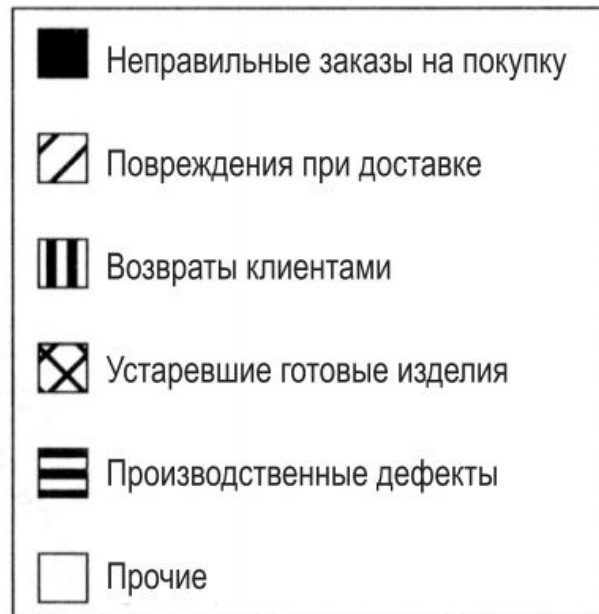 Неправильные заказы на покупку
Повреждения при доставке
Возвраты клиентами
Устаревшие готовые изделия
Производственные дефекты
Прочие